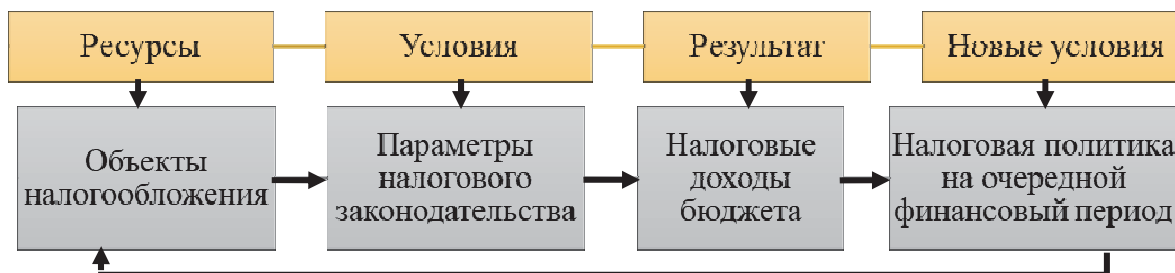 Ресурсы
Условия
Результат
Новые условия
Объекты
налогообложения
Параметры
налогового
законодательства
Налоговые
доходы
бюджета
Налоговая политика
на очередной
финансовый период